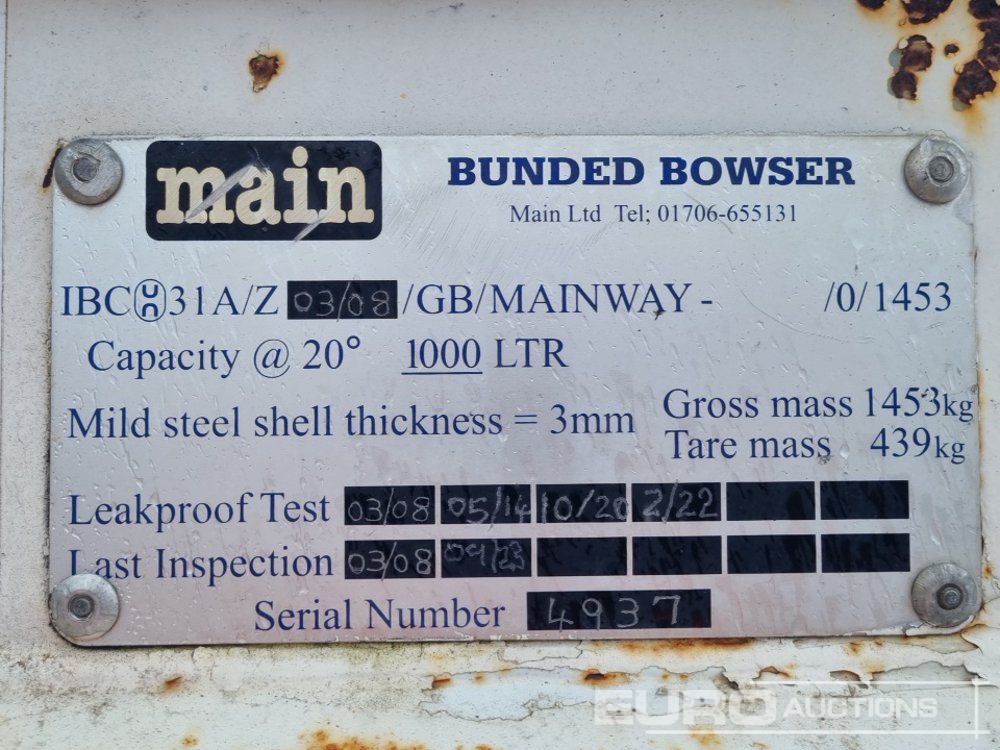 main
BUNDED BOWSER
Main Ltd Tel; 01706-655131
IBC 31A/Z 03/08 /GB/MAINWAY - /0/1453
Capacity @ 20° 1000 LTR
Mild steel shell thickness = 3mm
Gross mass 1453kg
Tare mass 439kg
Leakproof Test 03/08 05/14 10/20 2/22
Last Inspection 03/08 09/23
Serial Number 4937
EURO AUCTIONS